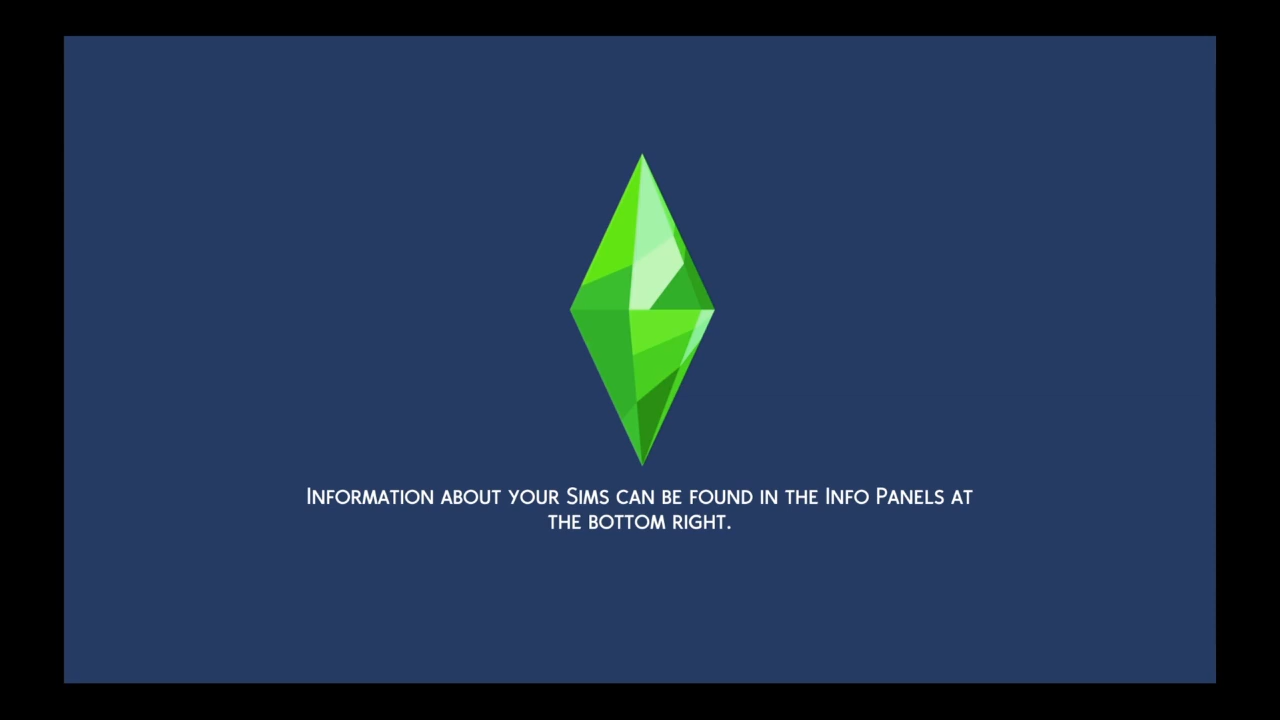 Information about your Sims can be found in the Info Panels at
the bottom right.